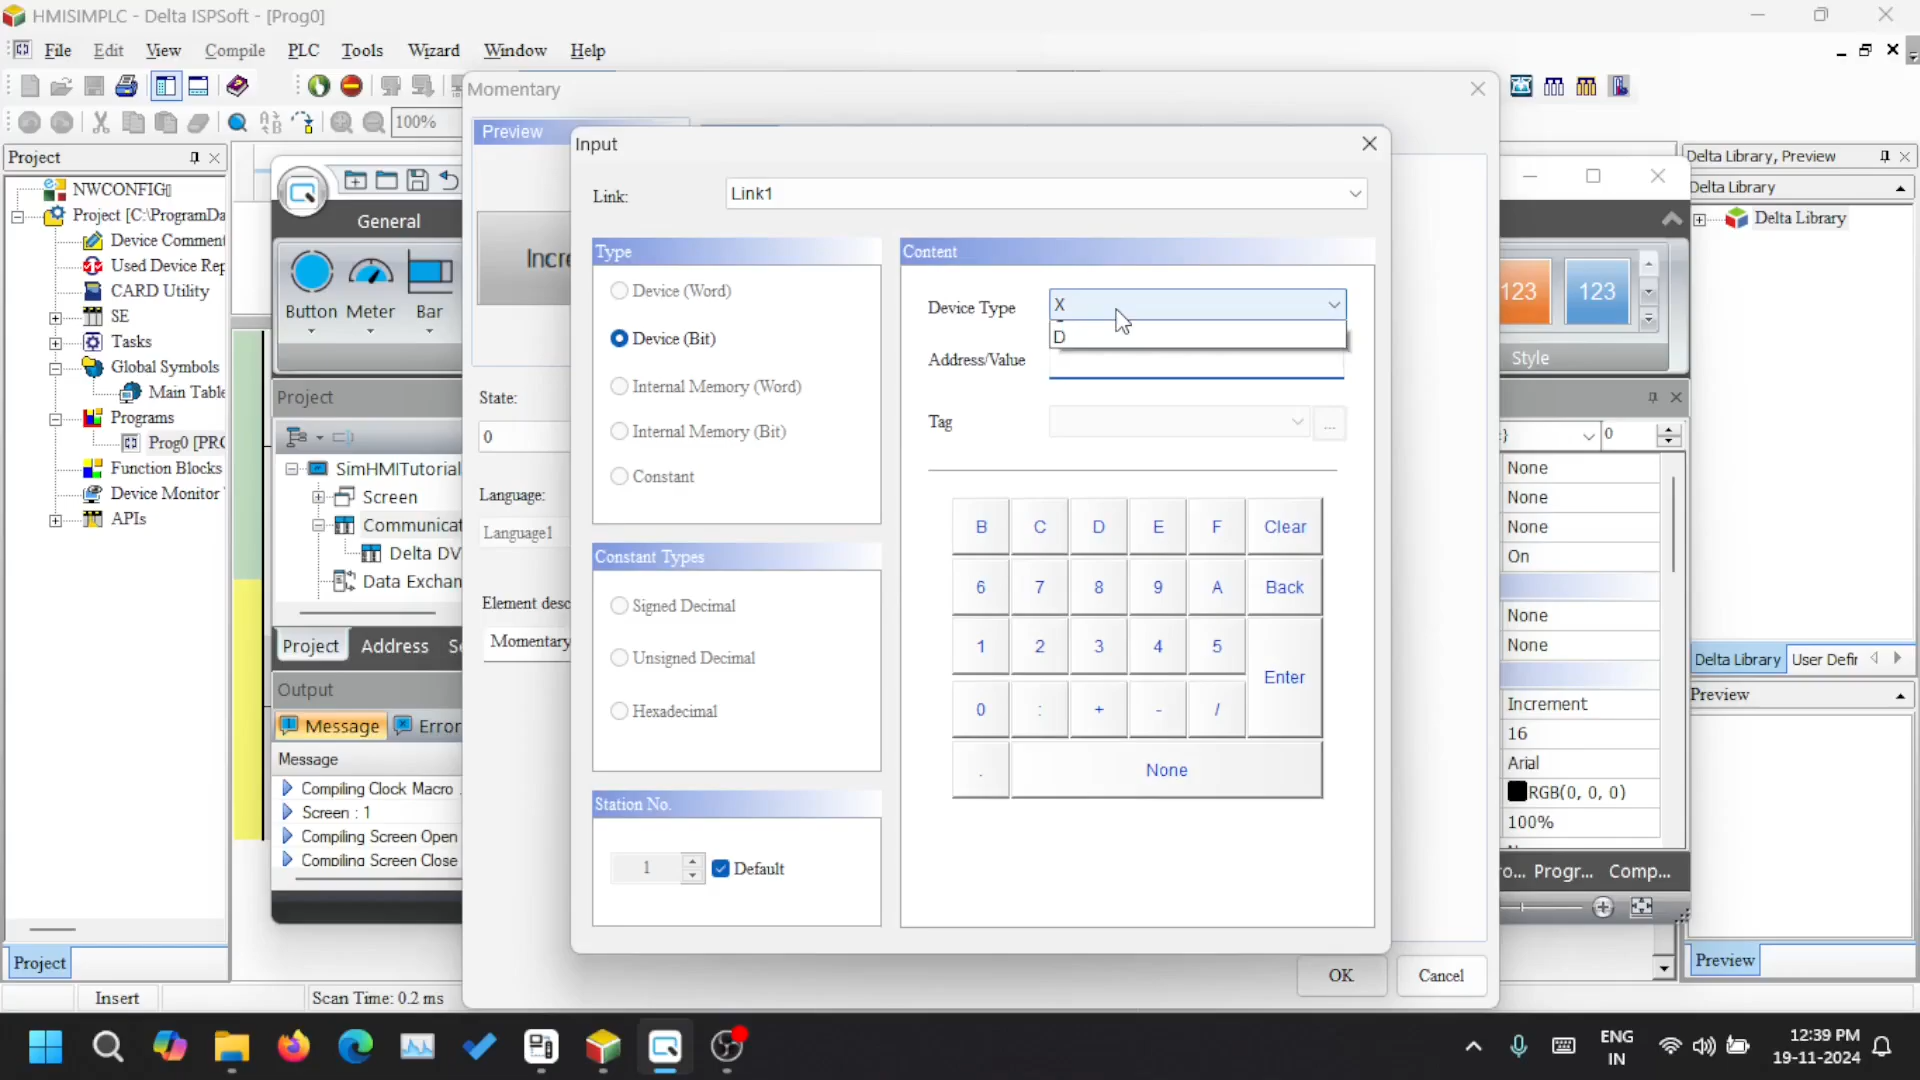 HMISIMPLC - Delta ISPSoft - [Prog0]
File Edit View Compile PLC Tools Wizard Window Help
100%
Project
NWCONFIG
Project [C:\ProgramDa
Device Comment
Used Device Rep
CARD Utility
SE
Tasks
Global Symbols
Main Table
Programs
Prog0 [PRC
Function Blocks
Device Monitor
APIs
Project
Insert
Scan Time: 0.2 ms
General
Button Meter Bar
Project
SimHMITutorial
Screen
Communicat
Delta DV
Data Exchan
Project Address
Output
Message Error
Message
Compiling Clock Macro .
Screen : 1
Compiling Screen Open
Compiling Screen Close
Momentary
Preview
Incre
State:
0
Language:
Language1
Element desc
Momentary
OK Cancel
Input
Link: Link1
Type
Device (Word)
Device (Bit)
Internal Memory (Word)
Internal Memory (Bit)
Constant
Constant Types
Signed Decimal
Unsigned Decimal
Hexadecimal
Station No.
1 Default
Content
Device Type X
D
Address/Value
Tag ...
B C D E F Clear
6 7 8 9 A Back
1 2 3 4 5
Enter
0 : + - /
. None
123 123
Style
} 0
None
None
None
On
None
None
Increment
16
Arial
RGB(0, 0, 0)
100%
o... Progr... Comp...
Delta Library, Preview
Delta Library
Delta Library
Delta Library User Defir
Preview
Preview
ENG
IN
12:39 PM
19-11-2024